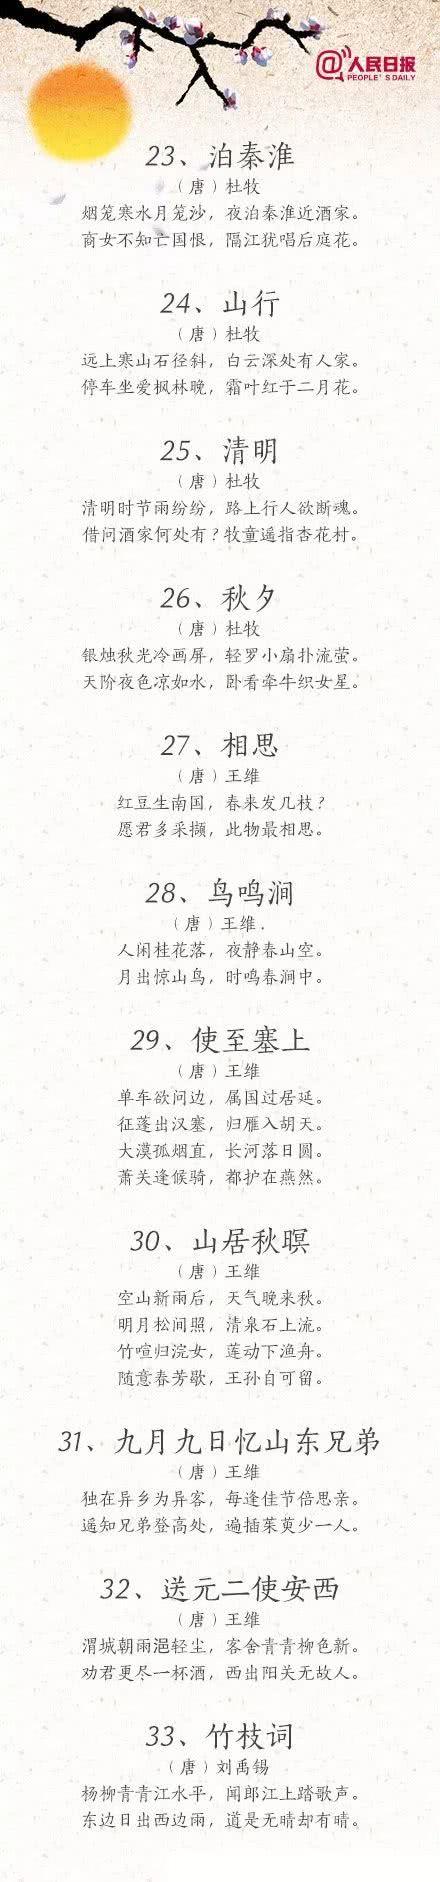 @人民日报
PEOPLE'S DAILY
23、泊秦淮
（唐）杜牧
烟笼寒水月笼沙，夜泊秦淮近酒家。
商女不知亡国恨，隔江犹唱后庭花。
24、山行
（唐）杜牧
远上寒山石径斜，白云深处有人家。
停车坐爱枫林晚，霜叶红于二月花。
25、清明
（唐）杜牧
清明时节雨纷纷，路上行人欲断魂。
借问酒家何处有？牧童遥指杏花村。
26、秋夕
（唐）杜牧
银烛秋光冷画屏，轻罗小扇扑流萤。
天阶夜色凉如水，卧看牵牛织女星。
27、相思
（唐）王维
红豆生南国，春来发几枝？
愿君多采撷，此物最相思。
28、鸟鸣涧
（唐）王维.
人闲桂花落，夜静春山空。
月出惊山鸟，时鸣春涧中。
29、使至塞上
（唐）王维
单车欲问边，属国过居延。
征蓬出汉塞，归雁入胡天。
大漠孤烟直，长河落日圆。
萧关逢候骑，都护在燕然。
30、山居秋暝
（唐）王维
空山新雨后，天气晚来秋。
明月松间照，清泉石上流。
竹喧归浣女，莲动下渔舟。
随意春芳歇，王孙自可留。
31、九月九日忆山东兄弟
（唐）王维
独在异乡为异客，每逢佳节倍思亲。
遥知兄弟登高处，遍插茱萸少一人。
32、送元二使安西
（唐）王维
渭城朝雨浥轻尘，客舍青青柳色新。
劝君更尽一杯酒，西出阳关无故人。
33、竹枝词
（唐）刘禹锡
杨柳青青江水平，闻郎江上踏歌声。
东边日出西边雨，道是无晴却有晴。